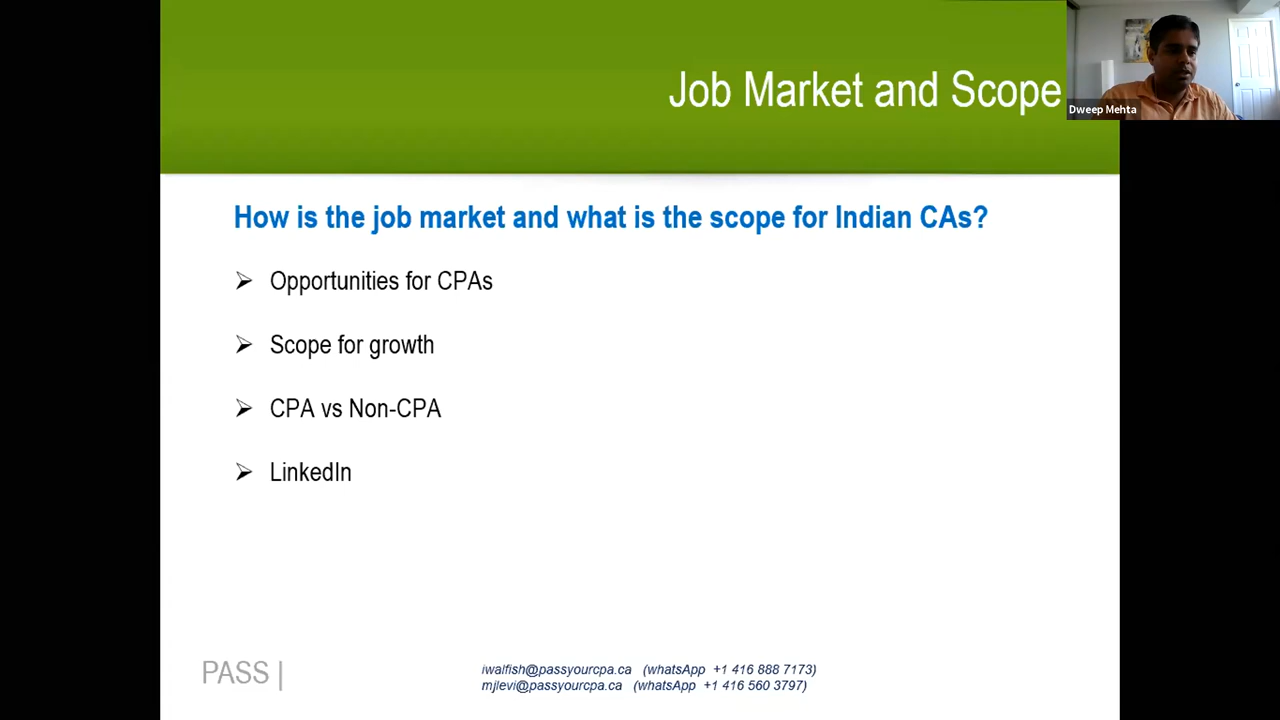 Job Market and Scope
Dweep Mehta
How is the job market and what is the scope for Indian CAs?
Opportunities for CPAs
Scope for growth
CPA vs Non-CPA
LinkedIn
PASS |
iwalfish@passyourcpa.ca (whatsApp +1 416 888 7173)
mjlevi@passyourcpa.ca (whatsApp +1 416 560 3797)